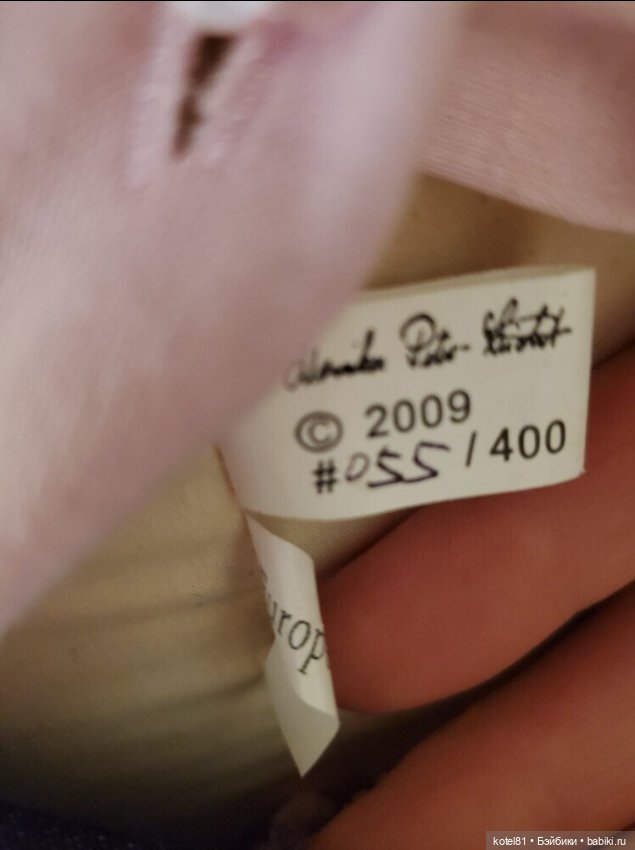 © 2009
#055 / 400
Europ
kotel81 • Бэйбики • babiki.ru